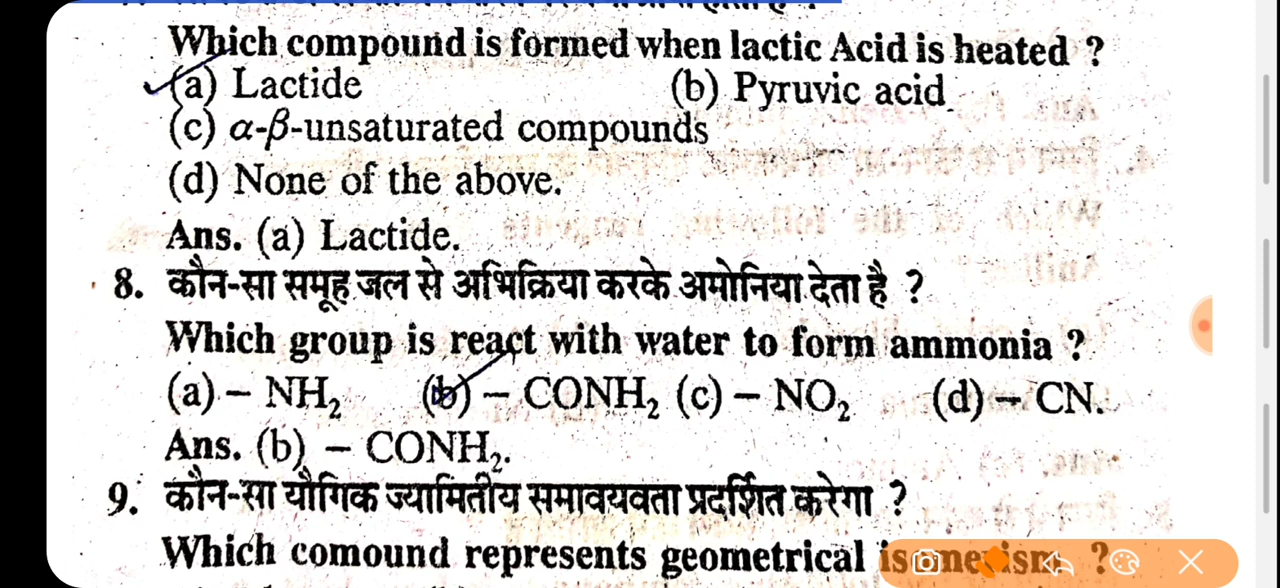 Which compound is formed when lactic Acid is heated ?
(a) Lactide (b) Pyruvic acid
(c) α-β-unsaturated compounds
(d) None of the above.
Ans. (a) Lactide.
8. कौन-सा समूह जल से अभिक्रिया करके अमोनिया देता है ?
Which group is react with water to form ammonia ?
(a) – NH₂ (b) – CONH₂ (c) – NO₂ (d) – CN.
Ans. (b) – CONH₂.
9. कौन-सा यौगिक ज्यामितीय समावयवता प्रदर्शित करेगा ?
Which comound represents geometrical isomerism ?